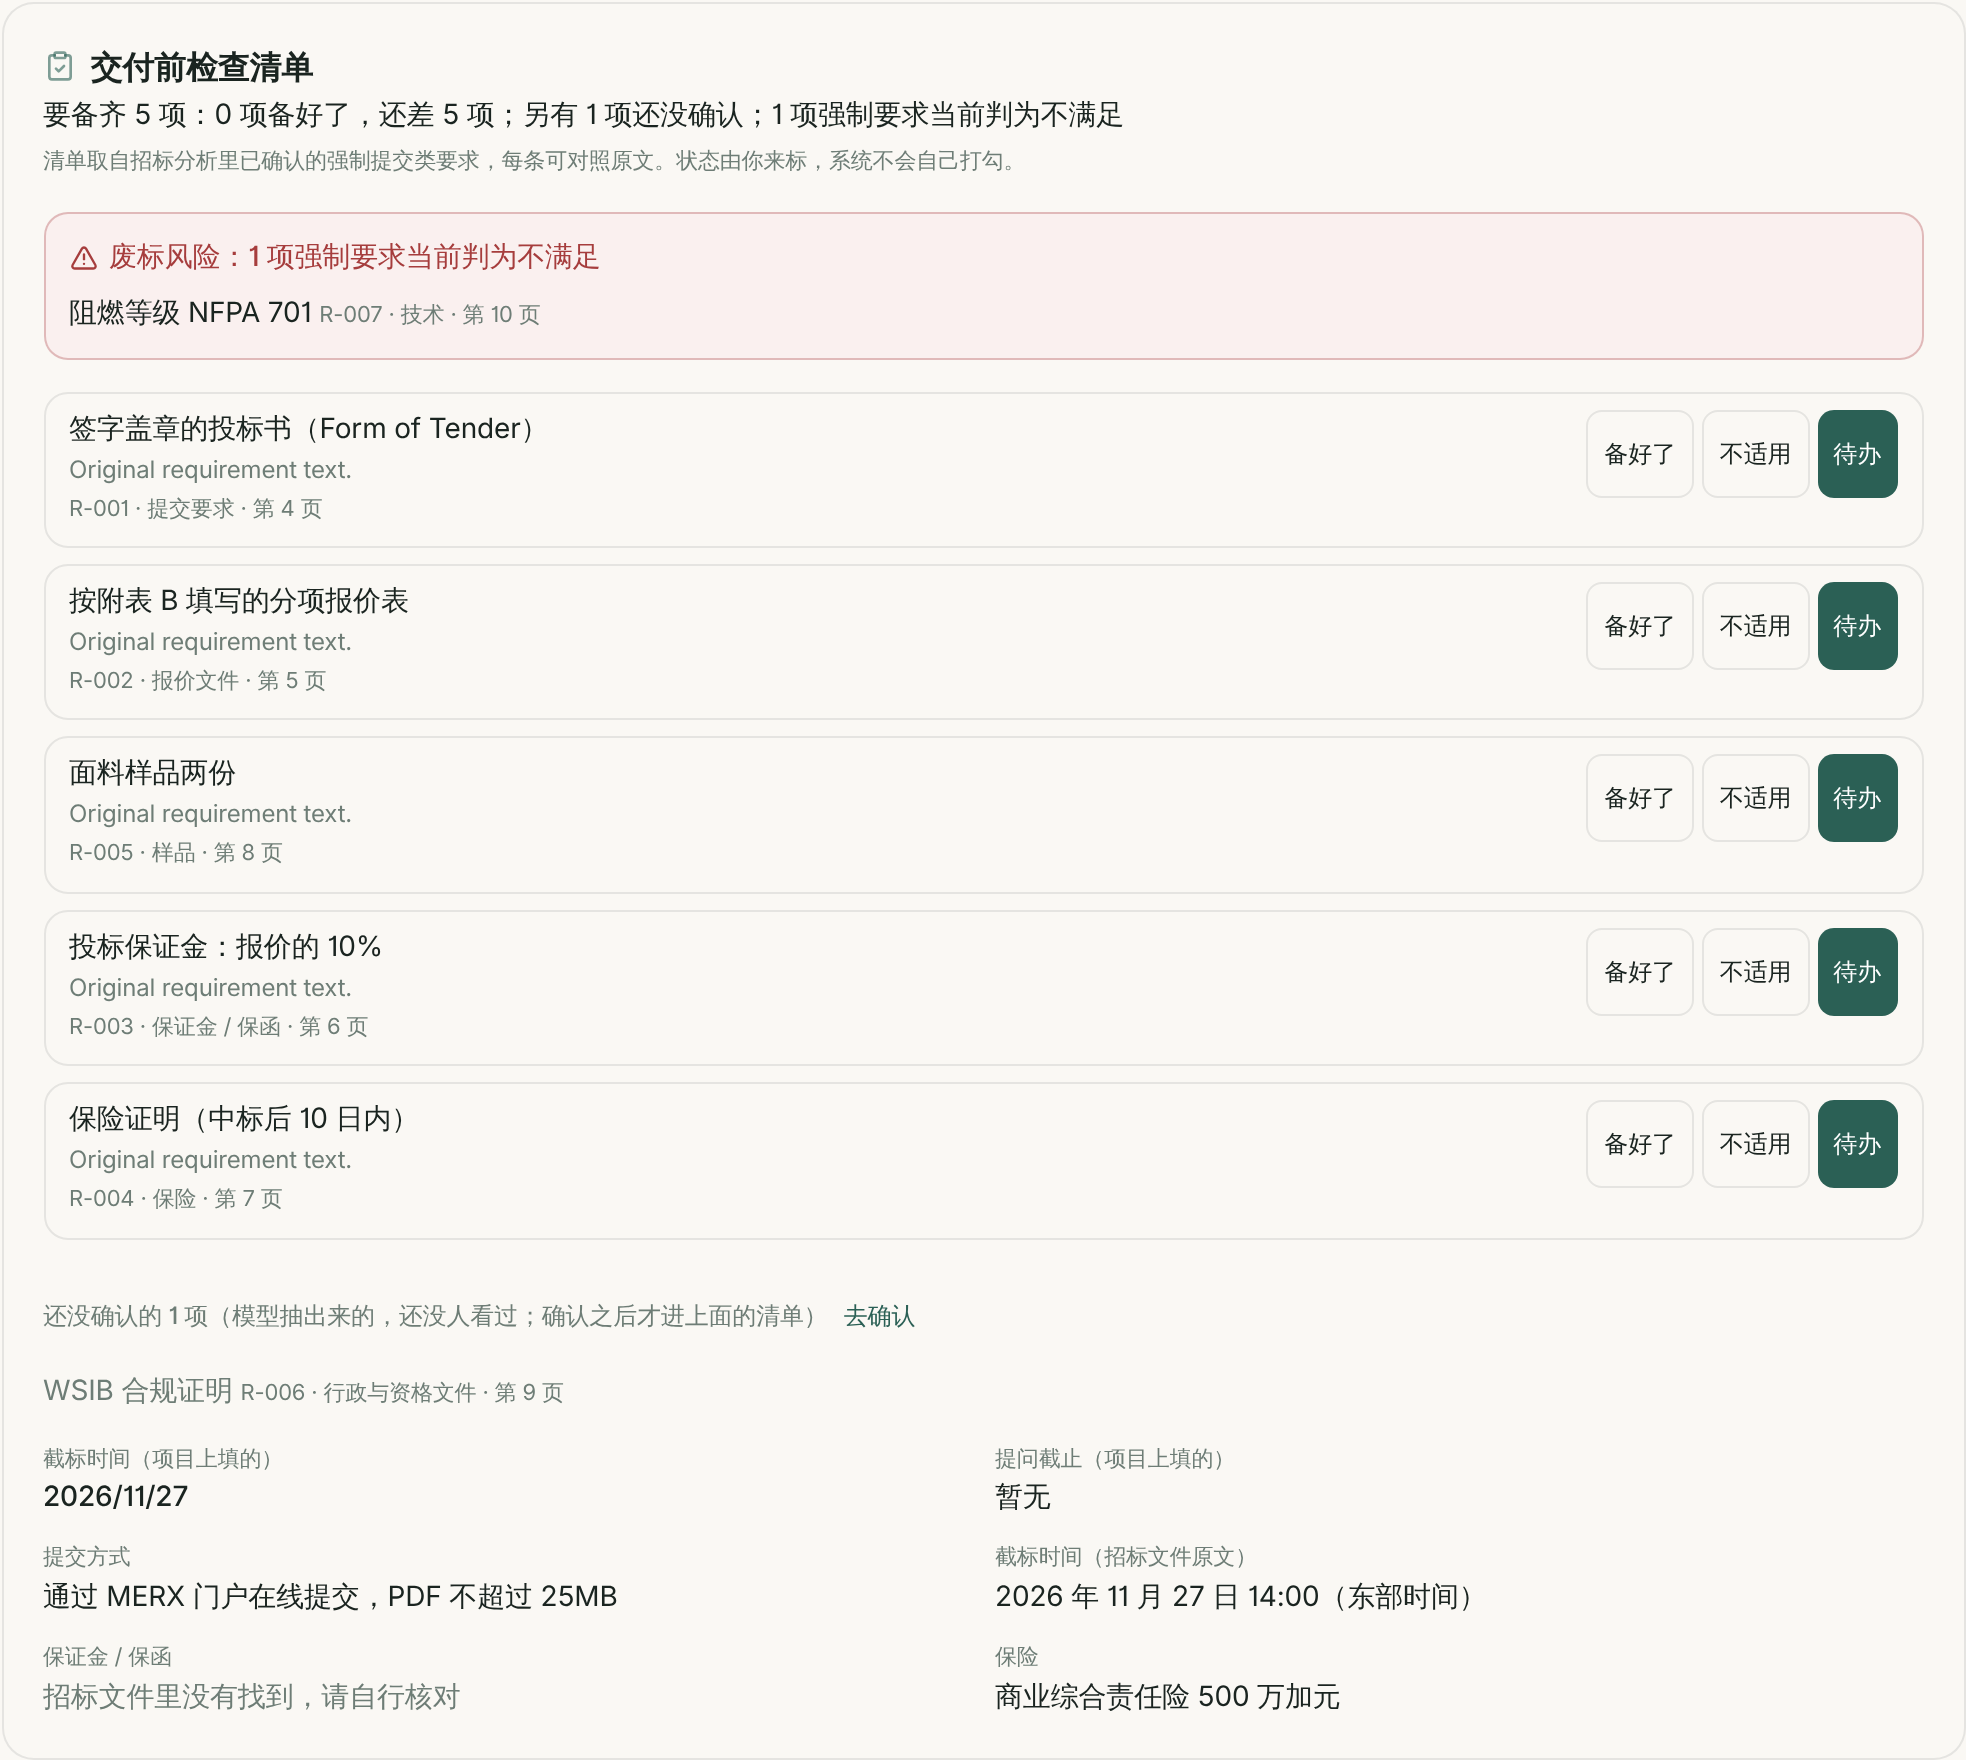 交付前检查清单
要备齐 5 项：0 项备好了，还差 5 项；另有 1 项还没确认；1 项强制要求当前判为不满足
清单取自招标分析里已确认的强制提交类要求，每条可对照原文。状态由你来标，系统不会自己打勾。
废标风险：1 项强制要求当前判为不满足
阻燃等级 NFPA 701 R-007 · 技术 · 第 10 页
签字盖章的投标书（Form of Tender）
Original requirement text.
R-001 · 提交要求 · 第 4 页
备好了 不适用 待办
按附表 B 填写的分项报价表
Original requirement text.
R-002 · 报价文件 · 第 5 页
备好了 不适用 待办
面料样品两份
Original requirement text.
R-005 · 样品 · 第 8 页
备好了 不适用 待办
投标保证金：报价的 10%
Original requirement text.
R-003 · 保证金 / 保函 · 第 6 页
备好了 不适用 待办
保险证明（中标后 10 日内）
Original requirement text.
R-004 · 保险 · 第 7 页
备好了 不适用 待办
还没确认的 1 项（模型抽出来的，还没人看过；确认之后才进上面的清单） 去确认
WSIB 合规证明 R-006 · 行政与资格文件 · 第 9 页
截标时间（项目上填的）
2026/11/27
提问截止（项目上填的）
暂无
提交方式
通过 MERX 门户在线提交，PDF 不超过 25MB
截标时间（招标文件原文）
2026 年 11 月 27 日 14:00（东部时间）
保证金 / 保函
招标文件里没有找到，请自行核对
保险
商业综合责任险 500 万加元